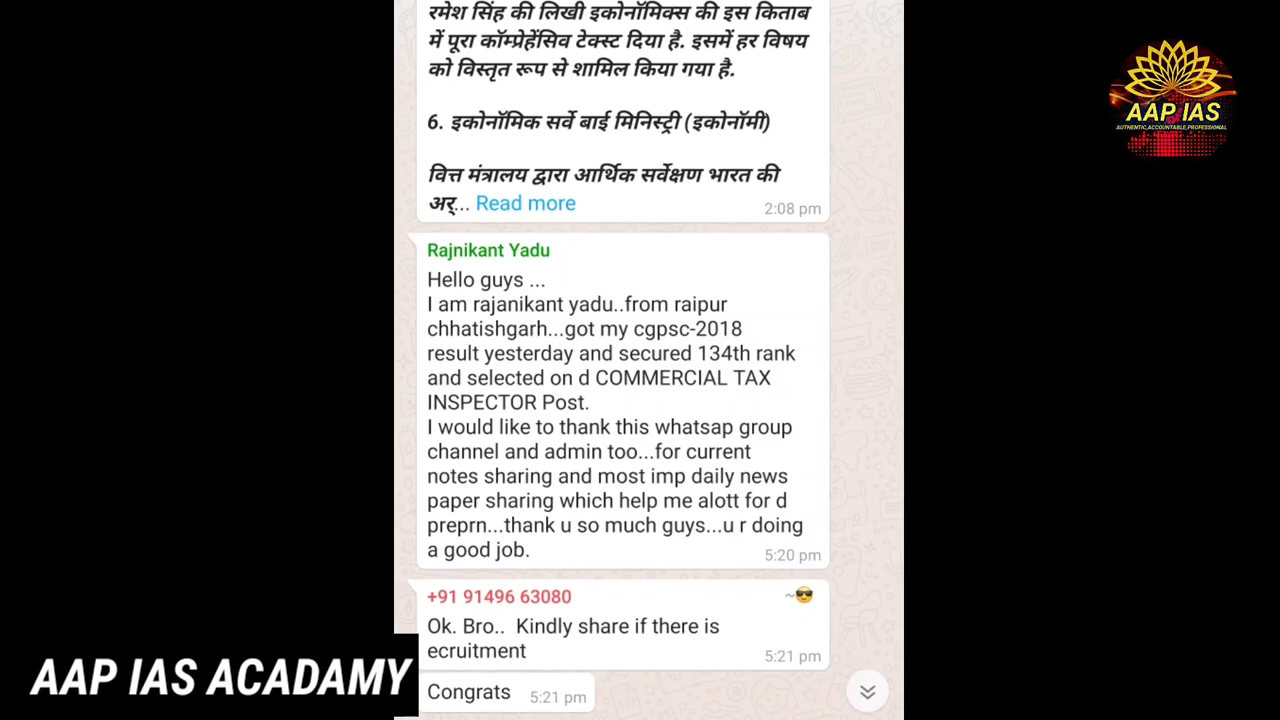 रमेश सिंह की लिखी इकोनॉमिक्स की इस किताब
में पूरा कॉम्प्रेहेंसिव टेक्स्ट दिया है. इसमें हर विषय
को विस्तृत रूप से शामिल किया गया है.
6. इकोनॉमिक सर्वे बाई मिनिस्ट्री (इकोनॉमी)
वित्त मंत्रालय द्वारा आर्थिक सर्वेक्षण भारत की
अर्... Read more 2:08 pm
AAP IAS
AUTHENTIC,ACCOUNTABLE,PROFESSIONAL
Rajnikant Yadu
Hello guys ...
I am rajanikant yadu..from raipur
chhatishgarh...got my cgpsc-2018
result yesterday and secured 134th rank
and selected on d COMMERCIAL TAX
INSPECTOR Post.
I would like to thank this whatsap group
channel and admin too...for current
notes sharing and most imp daily news
paper sharing which help me alott for d
preprn...thank u so much guys...u r doing
a good job. 5:20 pm
+91 91496 63080 ~😎
Ok. Bro.. Kindly share if there is
ecruitment 5:21 pm
Congrats 5:21 pm
AAP IAS ACADAMY